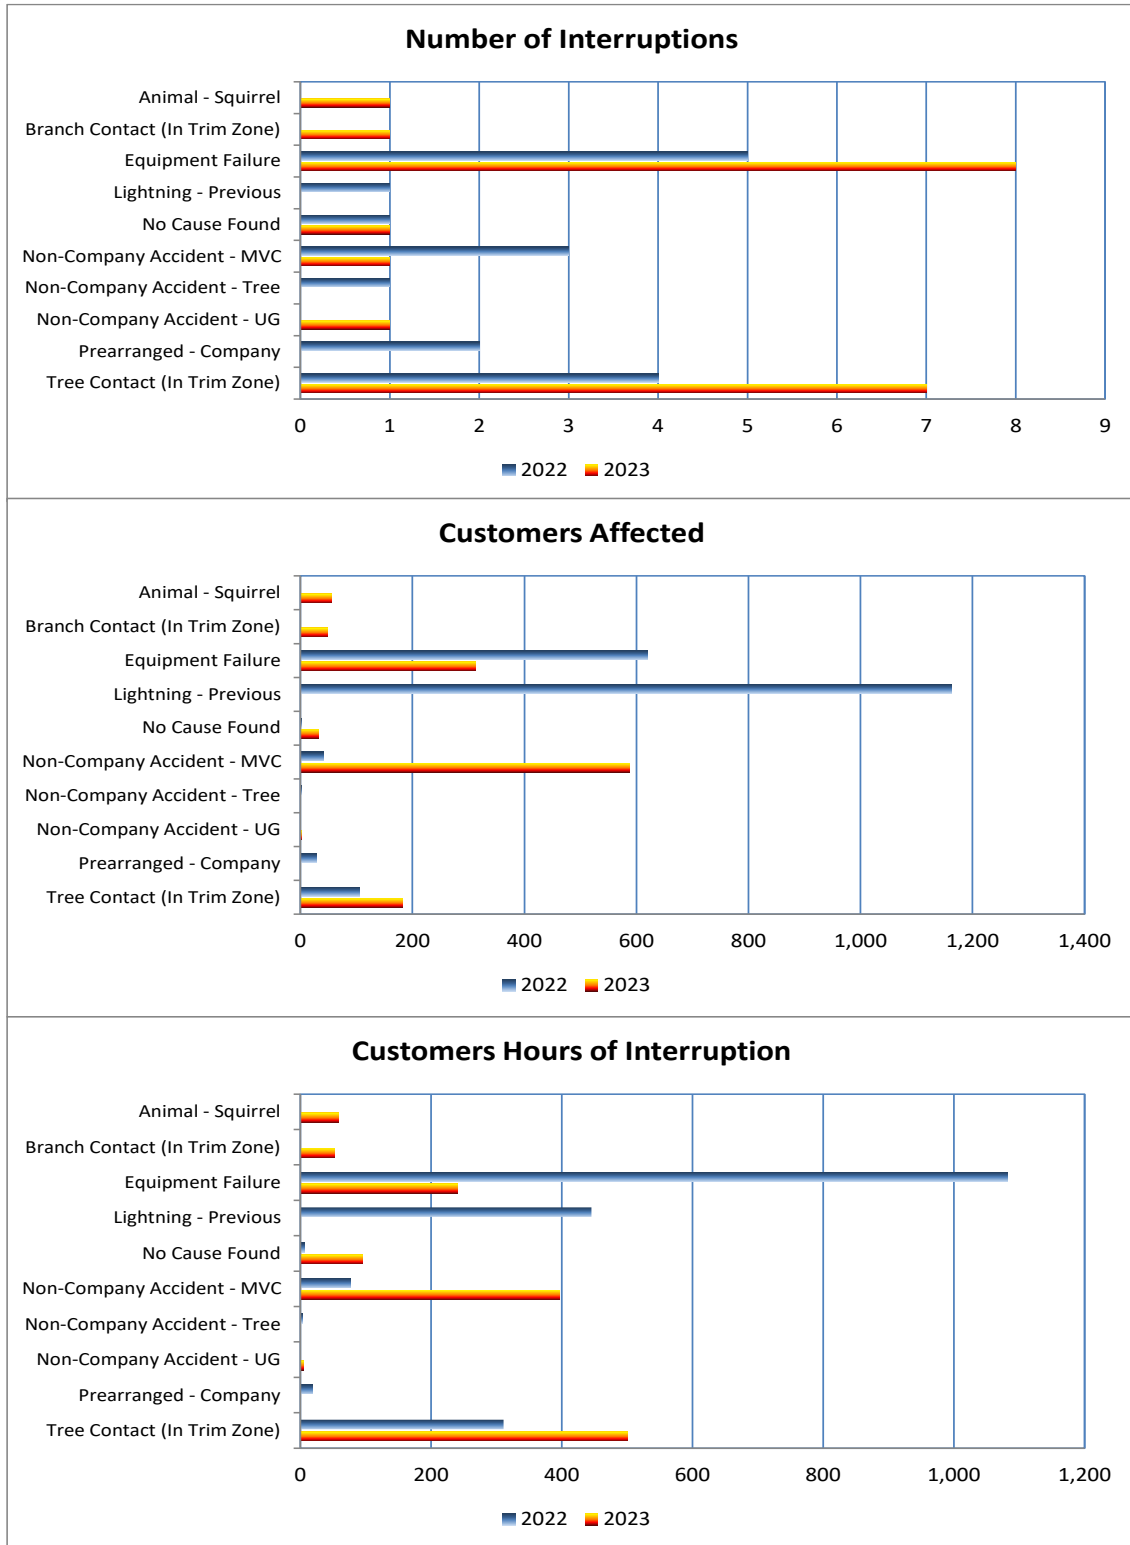 Number of Interruptions
Animal - Squirrel
Branch Contact (In Trim Zone)
Equipment Failure
Lightning - Previous
No Cause Found
Non-Company Accident - MVC
Non-Company Accident - Tree
Non-Company Accident - UG
Prearranged - Company
Tree Contact (In Trim Zone)
0 1 2 3 4 5 6 7 8 9
2022 2023
Customers Affected
Animal - Squirrel
Branch Contact (In Trim Zone)
Equipment Failure
Lightning - Previous
No Cause Found
Non-Company Accident - MVC
Non-Company Accident - Tree
Non-Company Accident - UG
Prearranged - Company
Tree Contact (In Trim Zone)
0 200 400 600 800 1,000 1,200 1,400
2022 2023
Customers Hours of Interruption
Animal - Squirrel
Branch Contact (In Trim Zone)
Equipment Failure
Lightning - Previous
No Cause Found
Non-Company Accident - MVC
Non-Company Accident - Tree
Non-Company Accident - UG
Prearranged - Company
Tree Contact (In Trim Zone)
0 200 400 600 800 1,000 1,200
2022 2023